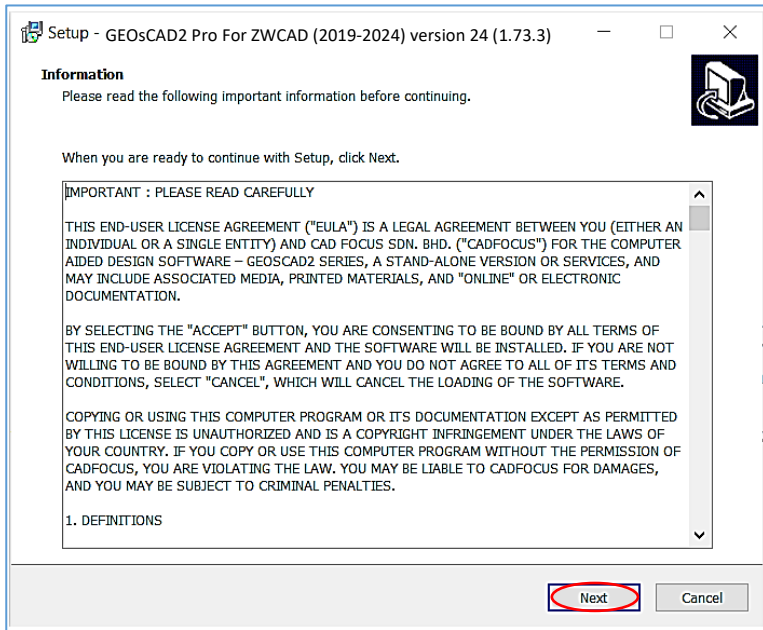 Setup - GEOsCAD2 Pro For ZWCAD (2019-2024) version 24 (1.73.3)
Information
Please read the following important information before continuing.
When you are ready to continue with Setup, click Next.
IMPORTANT : PLEASE READ CAREFULLY
THIS END-USER LICENSE AGREEMENT ("EULA") IS A LEGAL AGREEMENT BETWEEN YOU (EITHER AN
INDIVIDUAL OR A SINGLE ENTITY) AND CAD FOCUS SDN. BHD. ("CADFOCUS") FOR THE COMPUTER
AIDED DESIGN SOFTWARE – GEOSCAD2 SERIES, A STAND-ALONE VERSION OR SERVICES, AND
MAY INCLUDE ASSOCIATED MEDIA, PRINTED MATERIALS, AND "ONLINE" OR ELECTRONIC
DOCUMENTATION.
BY SELECTING THE "ACCEPT" BUTTON, YOU ARE CONSENTING TO BE BOUND BY ALL TERMS OF
THIS END-USER LICENSE AGREEMENT AND THE SOFTWARE WILL BE INSTALLED. IF YOU ARE NOT
WILLING TO BE BOUND BY THIS AGREEMENT AND YOU DO NOT AGREE TO ALL OF ITS TERMS AND
CONDITIONS, SELECT "CANCEL", WHICH WILL CANCEL THE LOADING OF THE SOFTWARE.
COPYING OR USING THIS COMPUTER PROGRAM OR ITS DOCUMENTATION EXCEPT AS PERMITTED
BY THIS LICENSE IS UNAUTHORIZED AND IS A COPYRIGHT INFRINGEMENT UNDER THE LAWS OF
YOUR COUNTRY. IF YOU COPY OR USE THIS COMPUTER PROGRAM WITHOUT THE PERMISSION OF
CADFOCUS, YOU ARE VIOLATING THE LAW. YOU MAY BE LIABLE TO CADFOCUS FOR DAMAGES,
AND YOU MAY BE SUBJECT TO CRIMINAL PENALTIES.
1. DEFINITIONS
Next
Cancel